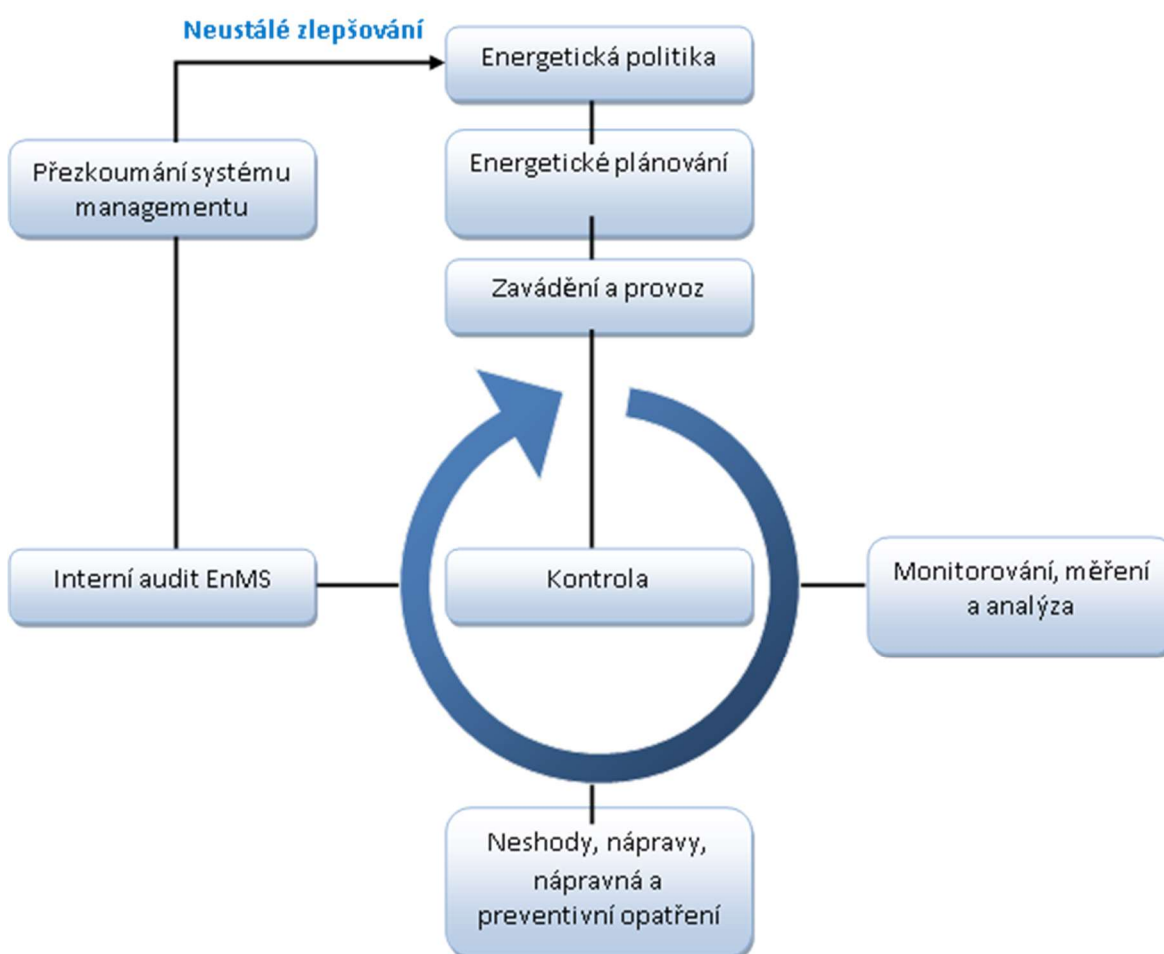 Neustálé zlepšování
Energetická politika
Energetické plánování
Přezkoumání systému
managementu
Zavádění a provoz
Interní audit EnMS
Kontrola
Monitorování, měření
a analýza
Neshody, nápravy,
nápravná a
preventivní opatření